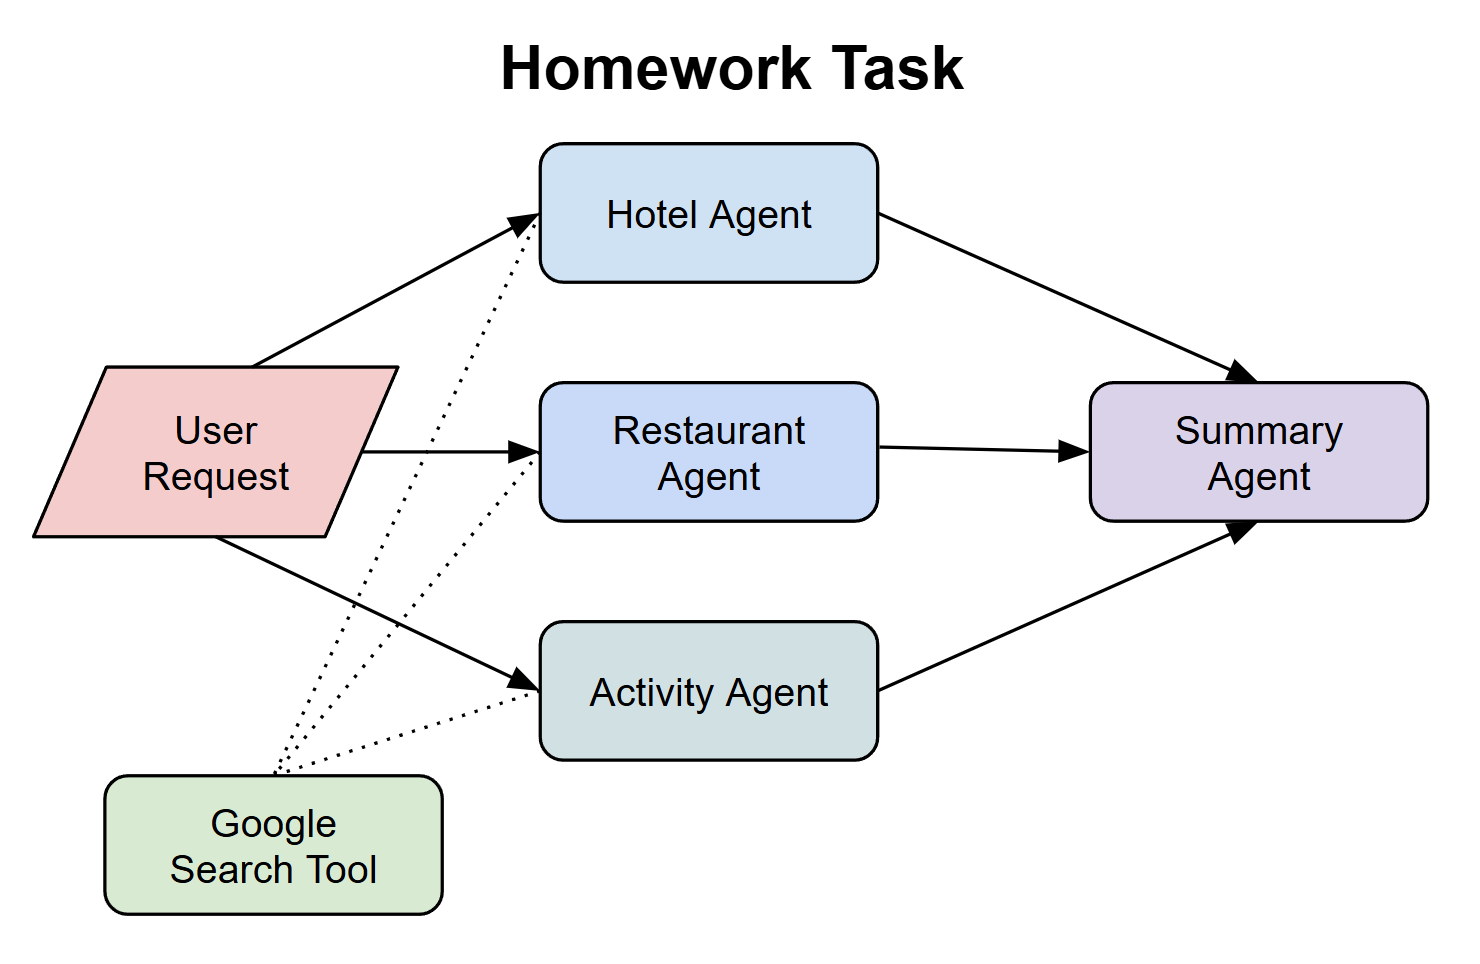 Homework Task
Hotel Agent
User
Request
Restaurant
Agent
Summary
Agent
Activity Agent
Google
Search Tool